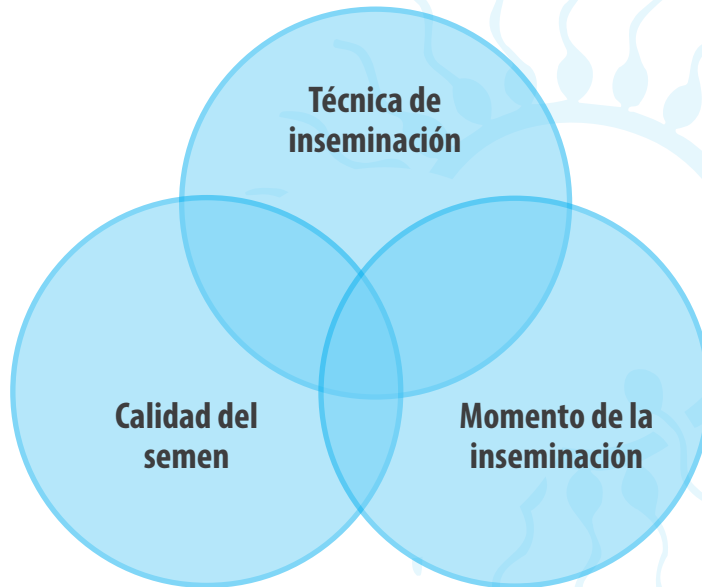 Técnica de
inseminación
Calidad del
semen
Momento de la
inseminación